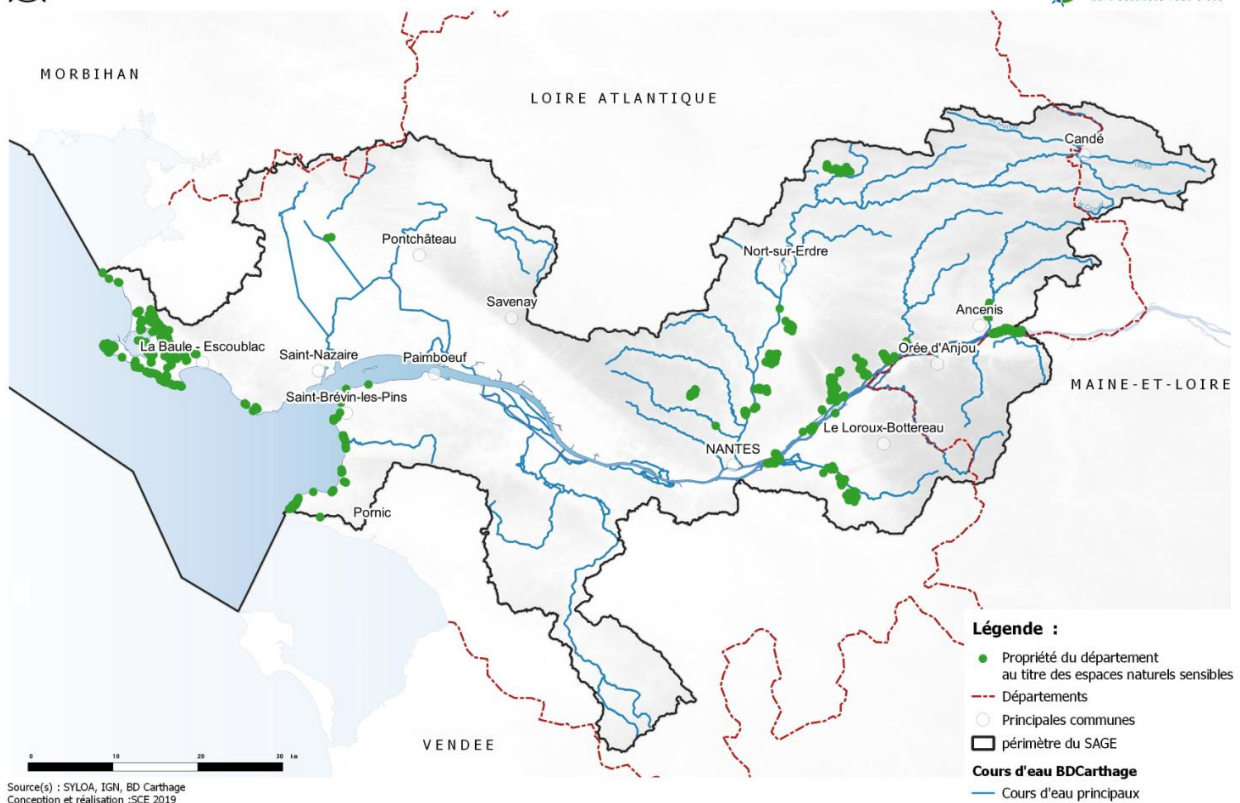 MORBIHAN
LOIRE ATLANTIQUE
Candé
Pontchâteau
Nort-sur-Erdre
Savenay
Ancenis
La Baule - Escoublac
Saint-Nazaire
Paimboeuf
Orée d'Anjou
MAINE-ET-LOIRE
Saint-Brévin-les-Pins
Le Loroux-Bottereau
NANTES
Pornic
VENDEE
Légende :
Propriété du département
au titre des espaces naturels sensibles
Départements
Principales communes
périmètre du SAGE
Cours d'eau BDCarthage
Cours d'eau principaux
0 10 20 30 km
Source(s) : SYLOA, IGN, BD Carthage
Conception et réalisation :SCE 2019